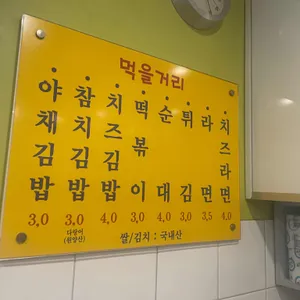 먹을거리
야채김밥 3,0
참치김밥 3,0
다랑어
(원양산)
치즈김밥 4,0
떡볶이 3,0
순대 4,0
튀김 3,0
라면 3,5
치즈라면 4,0
쌀/김치 : 국내산